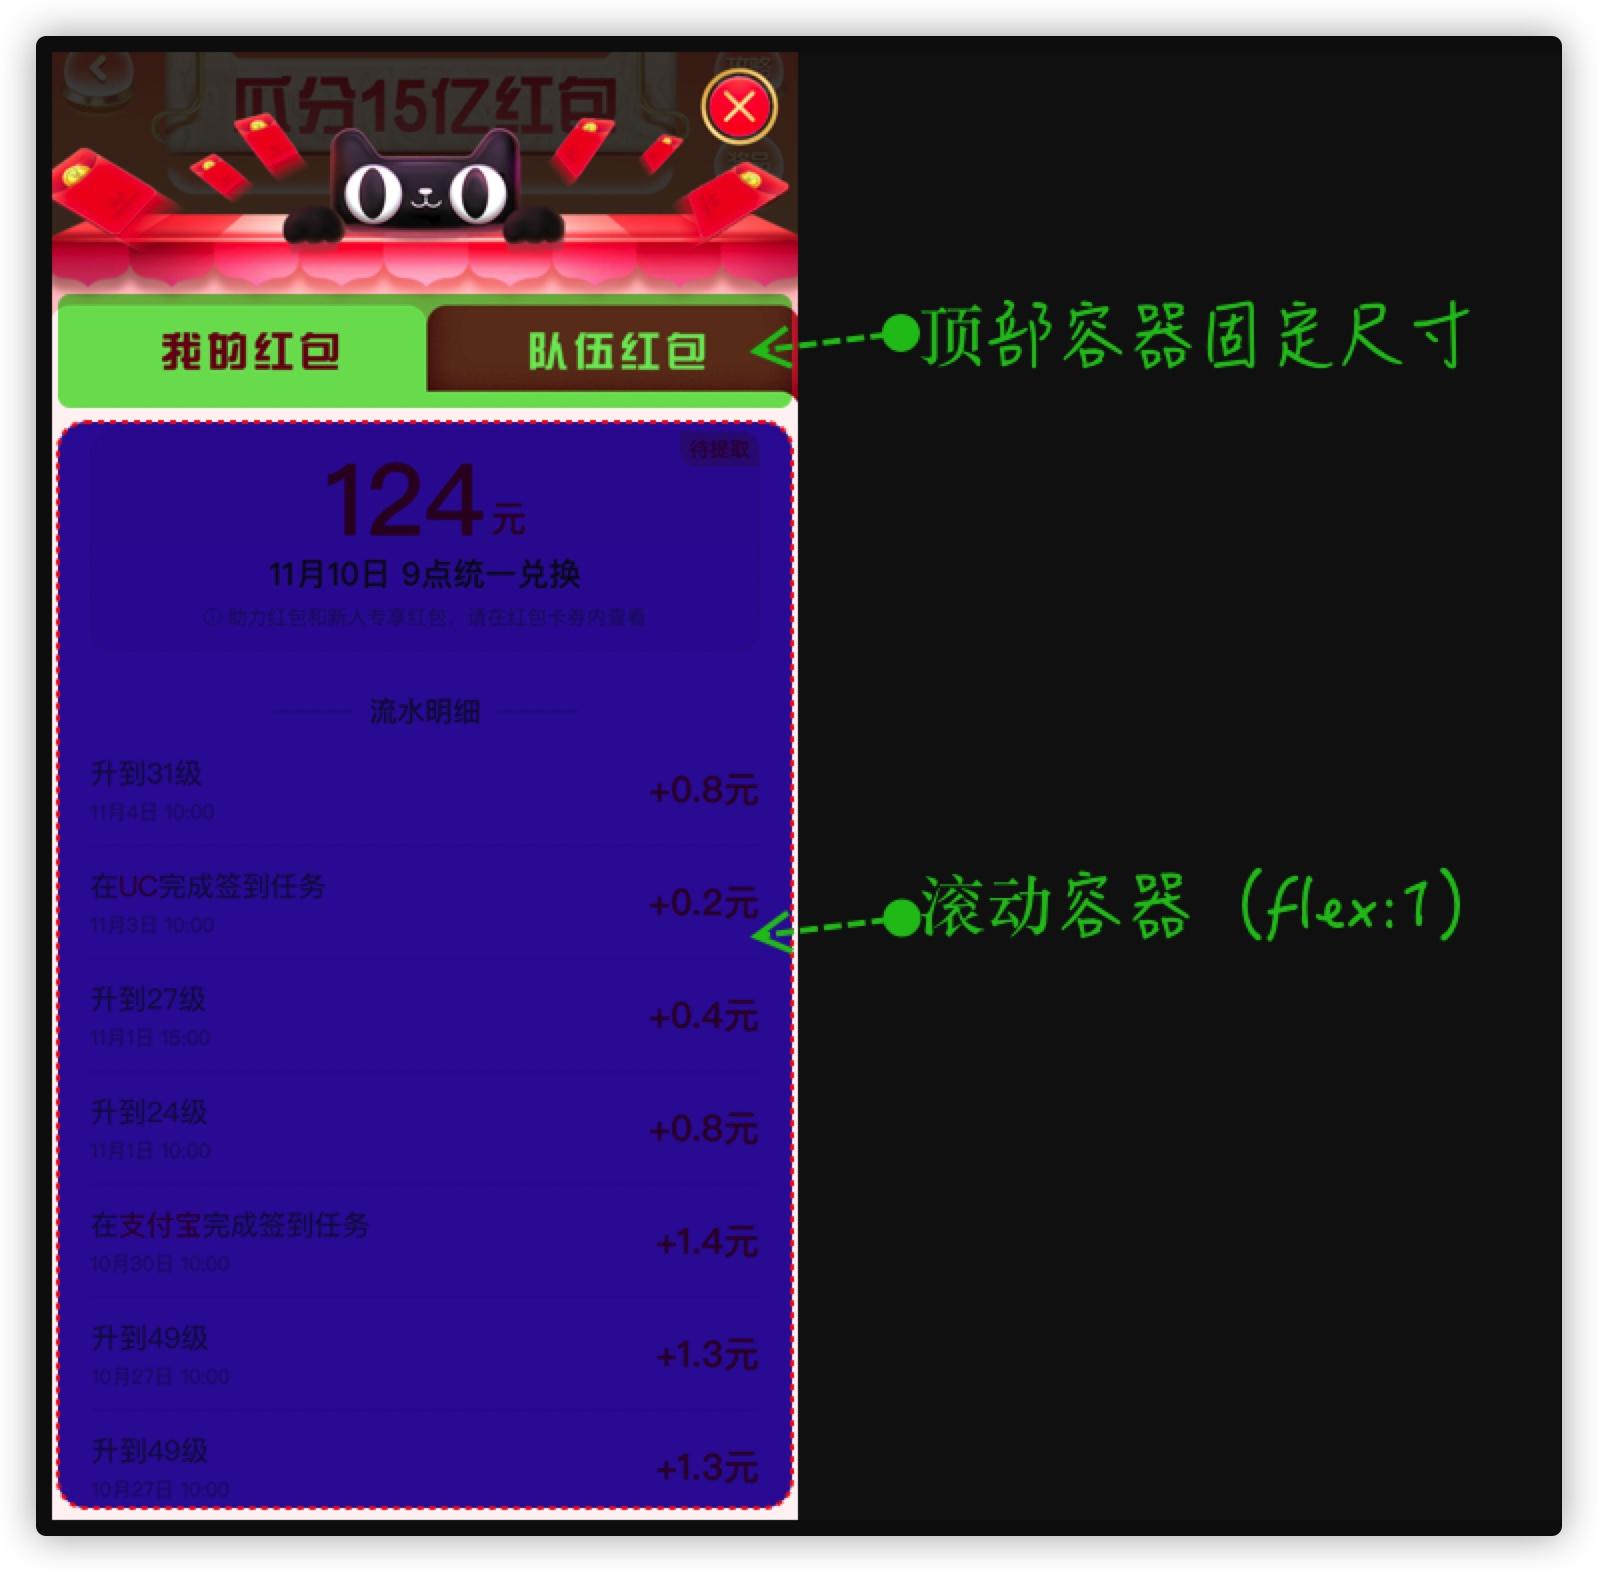 瓜分15亿红包
我的红包
队伍红包
顶部容器固定尺寸
待提取
124元
11月10日 9点统一兑换
助力红包和新人专享红包，请在红包卡券内查看
流水明细
升到31级
+0.8元
11月4日 10:00
在UC完成签到任务
+0.2元
11月3日 10:00
滚动容器（flex:1）
升到27级
+0.4元
11月1日 15:00
升到24级
+0.8元
11月1日 10:00
在支付宝完成签到任务
+1.4元
10月30日 10:00
升到49级
+1.3元
10月27日 10:00
升到49级
+1.3元
10月27日 10:00